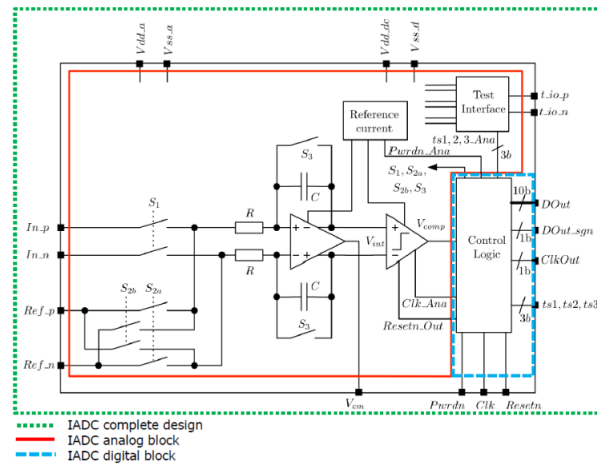 Vdd_a
Vss_a
Vdd_dc
Vss_d
Test
Interface
t_io_p
t_io_n
Reference
current
ts1,2,3_Ana
Pwrdn_Ana
3b
S3
S1, S2a,
S2b, S3
C
10b
DOut
S1
In_p
R
Vcomp
Vint
DOut_sgn
1b
In_n
R
Control
Logic
ClkOut
1b
S2b
S2a
C
Ref_p
Clk_Ana
ts1, ts2, ts3
S3
3b
Resetn_Out
Ref_n
Vcm
Pwrdn
Clk
Resetn
IADC complete design
IADC analog block
IADC digital block